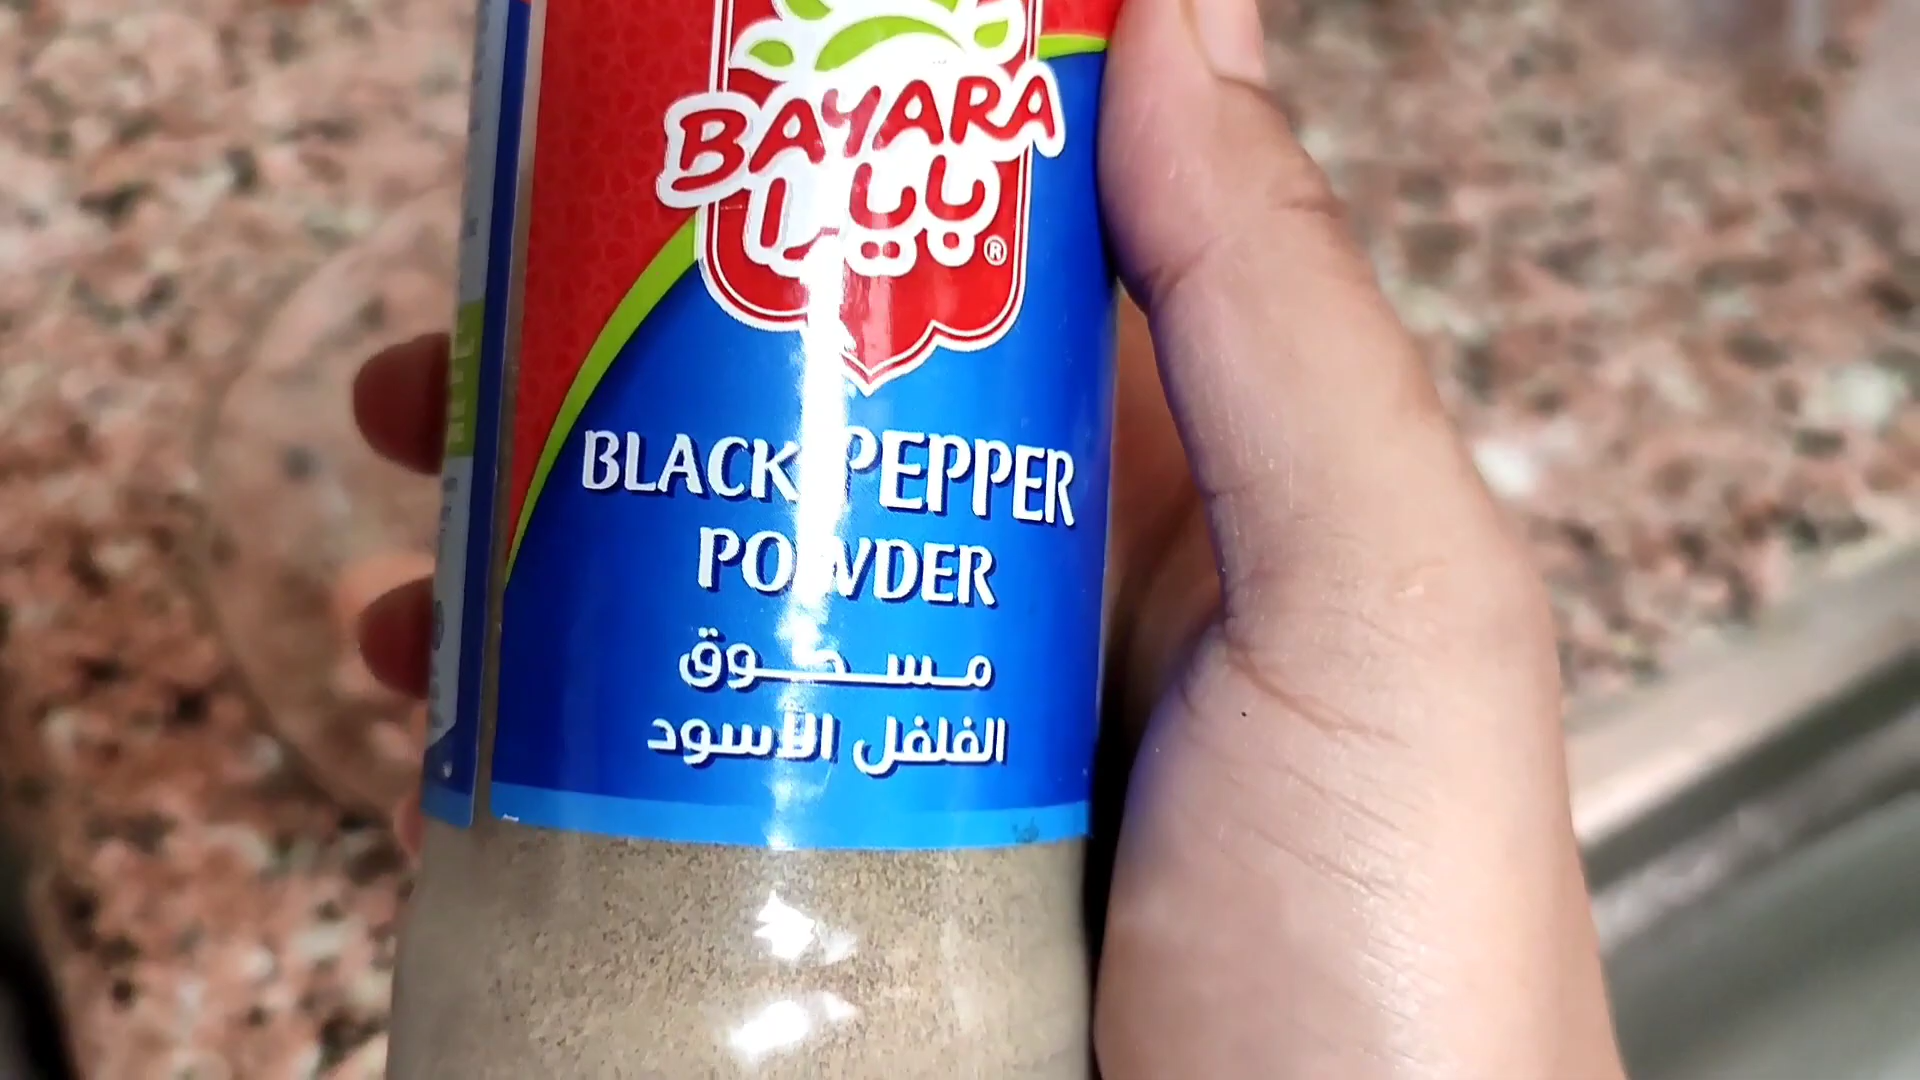 BAYARA
بايارا
®
BLACK PEPPER
POWDER
مسحوق
الفلفل الأسود